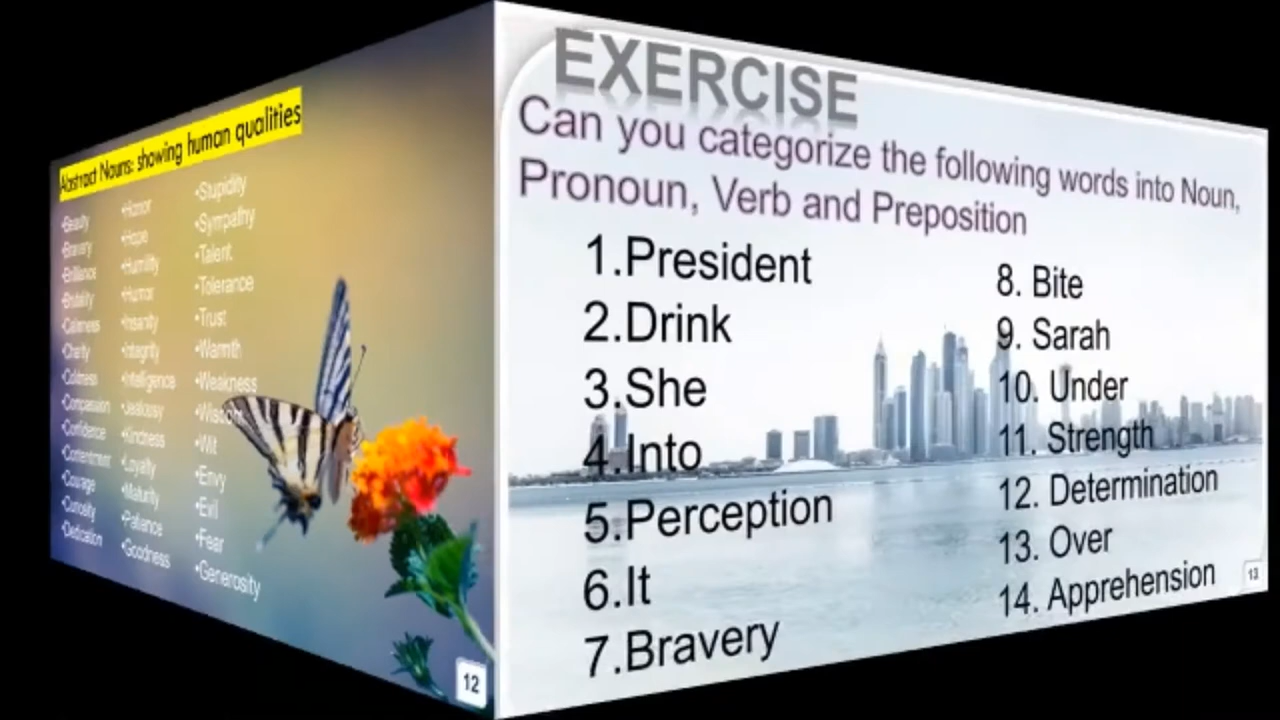 Abstract Nouns: showing human qualities
•Beauty
•Bravery
•Brilliance
•Brutality
•Calmness
•Charity
•Coldness
•Compassion
•Confidence
•Contentment
•Courage
•Curiosity
•Dedication
•Honor
•Hope
•Humility
•Humor
•Insanity
•Integrity
•Intelligence
•Jealousy
•Kindness
•Loyalty
•Maturity
•Patience
•Goodness
•Stupidity
•Sympathy
•Talent
•Tolerance
•Trust
•Warmth
•Weakness
•Wisdom
•Wit
•Envy
•Evil
•Fear
•Generosity
12
EXERCISE
Can you categorize the following words into Noun,
Pronoun, Verb and Preposition
1.President
2.Drink
3.She
4.Into
5.Perception
6.It
7.Bravery
8. Bite
9. Sarah
10. Under
11. Strength
12. Determination
13. Over
14. Apprehension
13